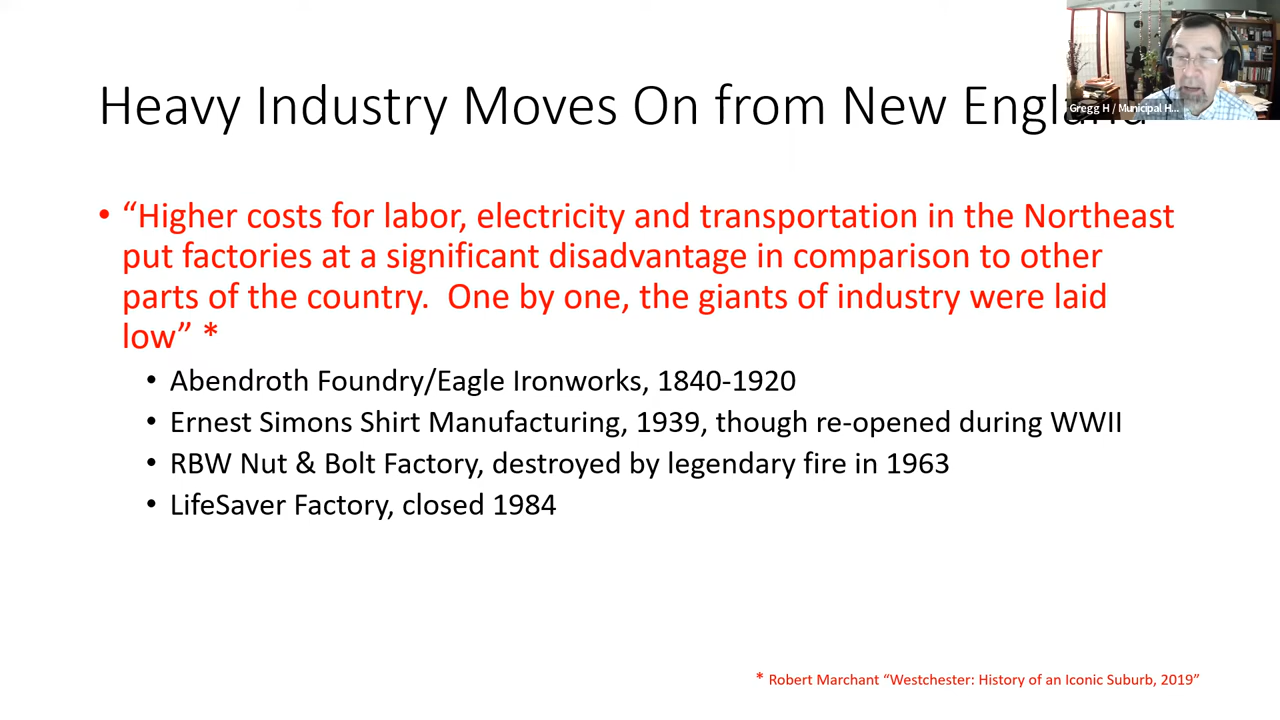 Heavy Industry Moves On from New England
Gregg H / Municipal H...
• “Higher costs for labor, electricity and transportation in the Northeast
put factories at a significant disadvantage in comparison to other
parts of the country.  One by one, the giants of industry were laid
low” *
• Abendroth Foundry/Eagle Ironworks, 1840-1920
• Ernest Simons Shirt Manufacturing, 1939, though re-opened during WWII
• RBW Nut & Bolt Factory, destroyed by legendary fire in 1963
• LifeSaver Factory, closed 1984
* Robert Marchant “Westchester: History of an Iconic Suburb, 2019”